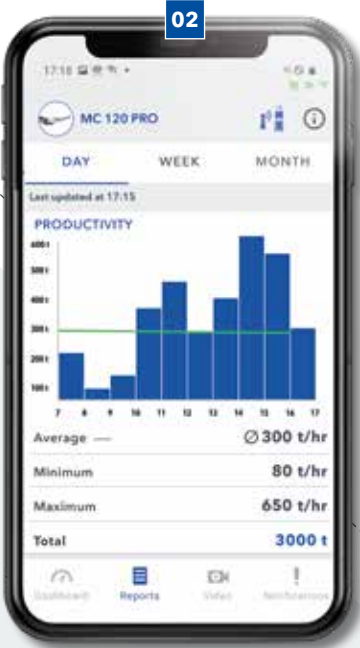 02
17:18
MC 120 PRO
DAY WEEK MONTH
Last updated at 17:15
PRODUCTIVITY
600 t
500 t
400 t
300 t
200 t
100 t
7 8 9 10 11 12 13 14 15 16 17
Average — Ø 300 t/hr
Minimum 80 t/hr
Maximum 650 t/hr
Total 3000 t
Dashboard Reports Video Notifications